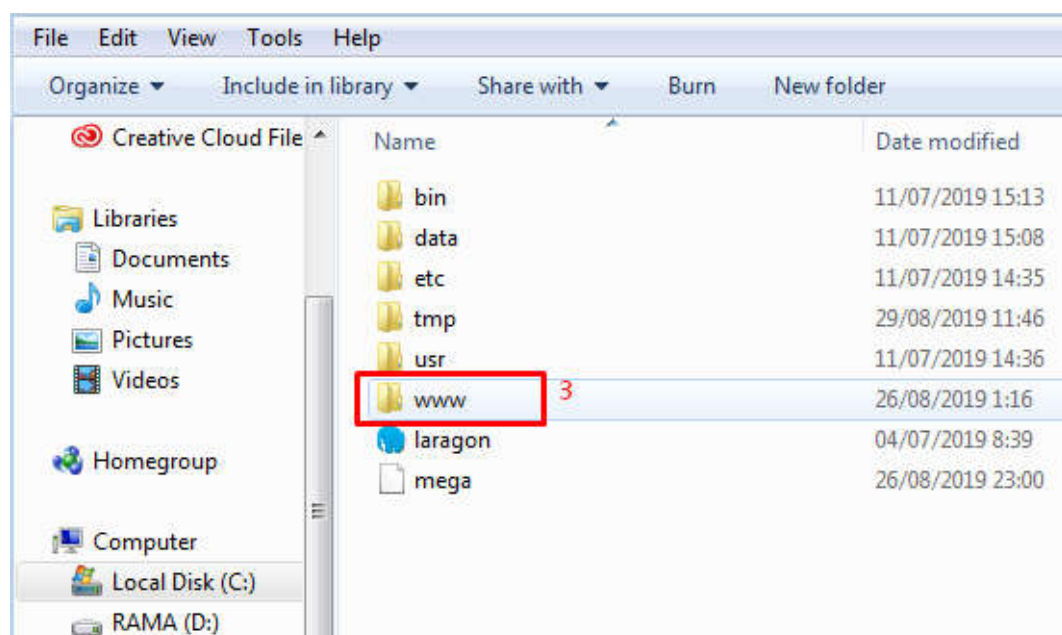 File Edit View Tools Help
Organize Include in library Share with Burn New folder
Creative Cloud File
Libraries
Documents
Music
Pictures
Videos
Homegroup
Computer
Local Disk (C:)
RAMA (D:)
Name Date modified
bin 11/07/2019 15:13
data 11/07/2019 15:08
etc 11/07/2019 14:35
tmp 29/08/2019 11:46
usr 11/07/2019 14:36
www 3 26/08/2019 1:16
laragon 04/07/2019 8:39
mega 26/08/2019 23:00